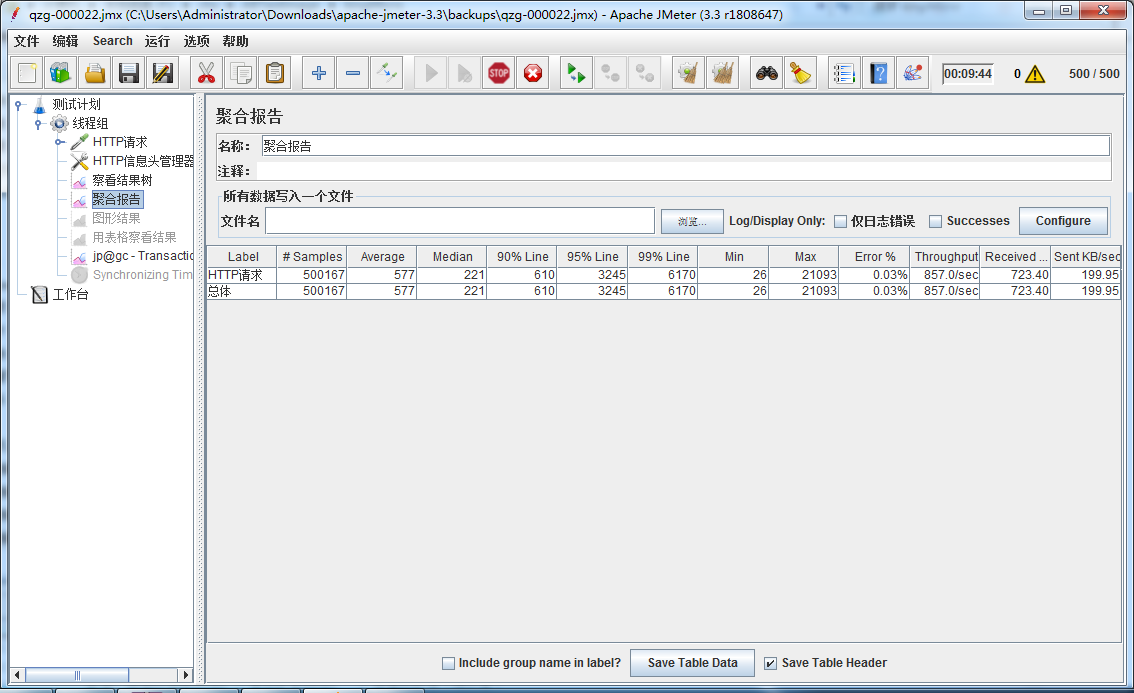 qzg-000022.jmx (C:\Users\Administrator\Downloads\apache-jmeter-3.3\backups\qzg-000022.jmx) - Apache JMeter (3.3 r1808647)
文件 编辑 Search 运行 选项 帮助
STOP 00:09:44 0 500 / 500
测试计划
线程组
HTTP请求
HTTP信息头管理器
察看结果树
聚合报告
图形结果
用表格察看结果
jp@gc - Transactio
Synchronizing Tim
工作台
聚合报告
名称： 聚合报告
注释：
所有数据写入一个文件
文件名 浏览... Log/Display Only: 仅日志错误 Successes Configure
Label # Samples Average Median 90% Line 95% Line 99% Line Min Max Error % Throughput Received ... Sent KB/sec
HTTP请求 500167 577 221 610 3245 6170 26 21093 0.03% 857.0/sec 723.40 199.95
总体 500167 577 221 610 3245 6170 26 21093 0.03% 857.0/sec 723.40 199.95
Include group name in label? Save Table Data Save Table Header